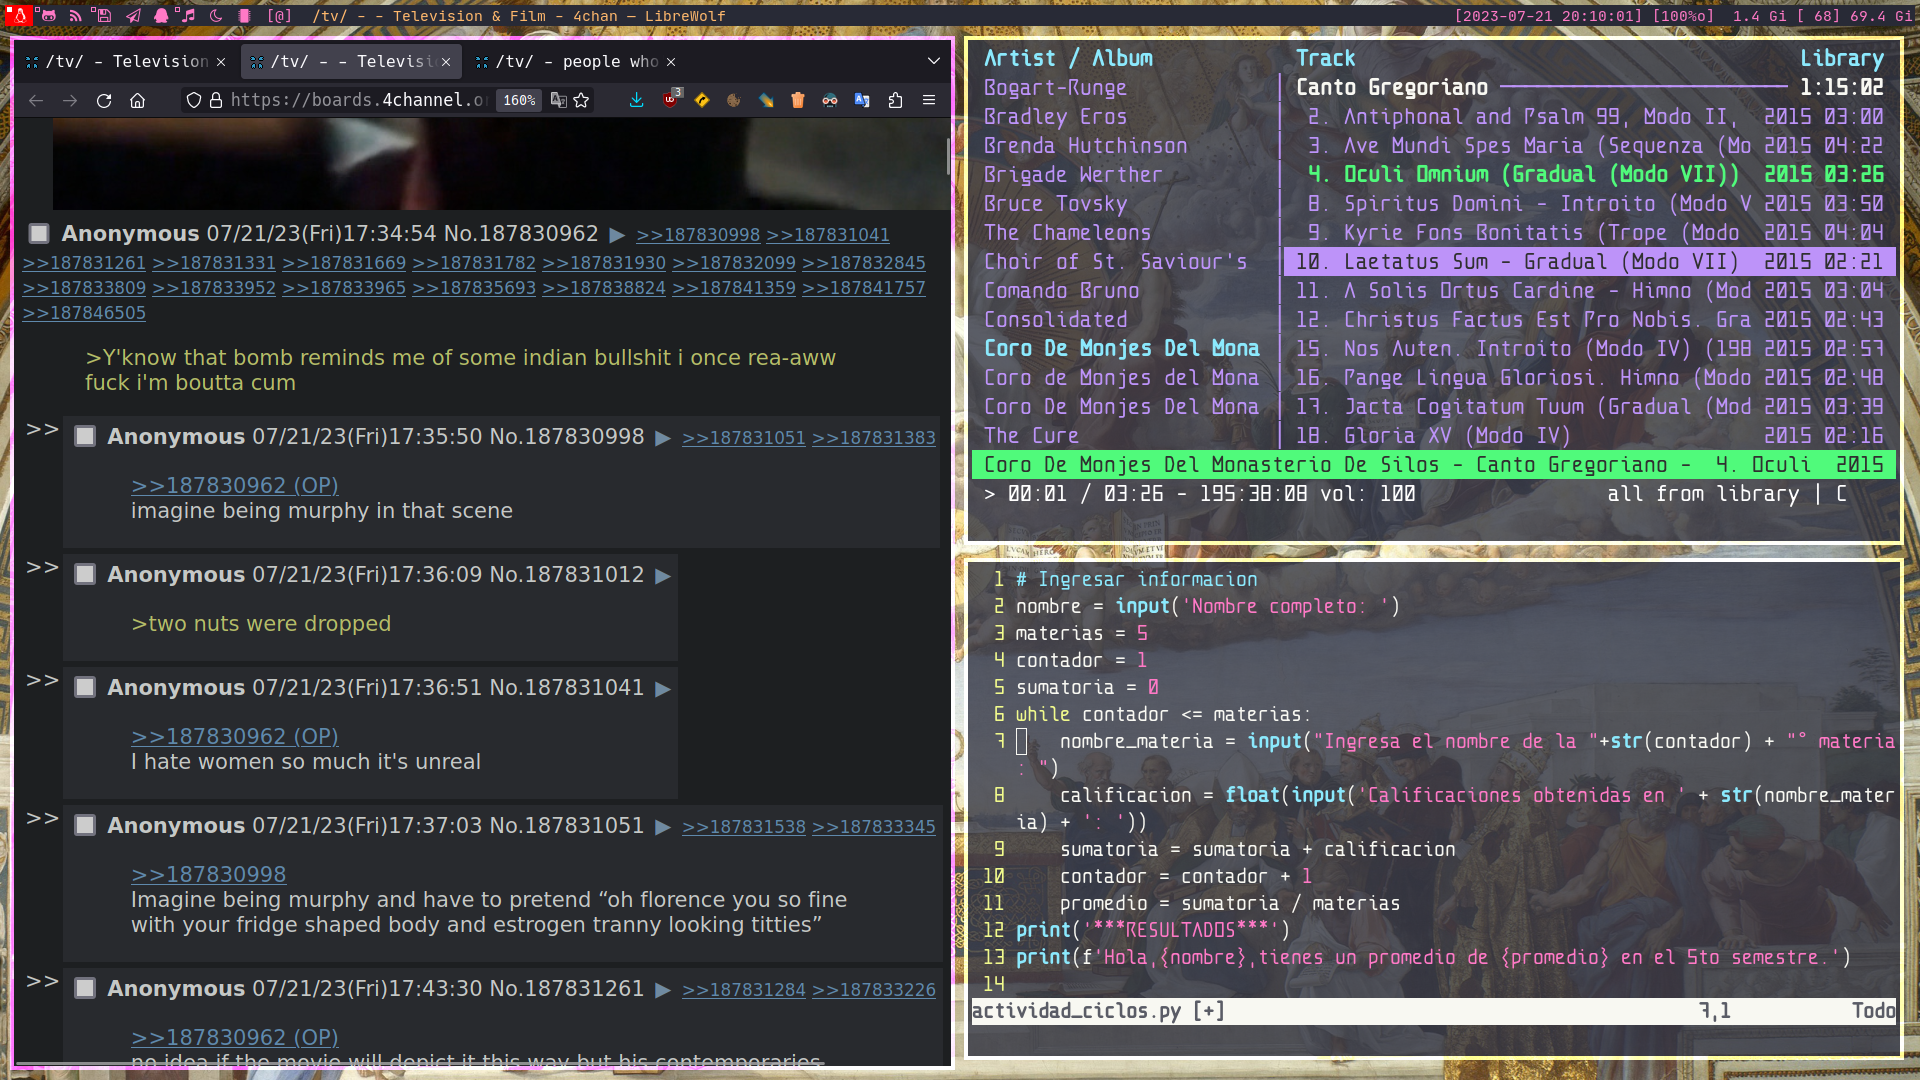 [@] /tv/ - - Television & Film - 4chan — LibreWolf [2023-07-21 20:10:01] [100%o] 1.4 Gi [ 68] 69.4 Gi
/tv/ - Television
/tv/ - - Televisi
/tv/ - people who
https://boards.4channel.o 160% 3
Anonymous 07/21/23(Fri)17:34:54 No.187830962 ▶ >>187830998 >>187831041
>>187831261 >>187831331 >>187831669 >>187831782 >>187831930 >>187832099 >>187832845
>>187833809 >>187833952 >>187833965 >>187835693 >>187838824 >>187841359 >>187841757
>>187846505
>Y'know that bomb reminds me of some indian bullshit i once rea-aww
fuck i'm boutta cum
>> Anonymous 07/21/23(Fri)17:35:50 No.187830998 ▶ >>187831051 >>187831383
>>187830962 (OP)
imagine being murphy in that scene
>> Anonymous 07/21/23(Fri)17:36:09 No.187831012 ▶
>two nuts were dropped
>> Anonymous 07/21/23(Fri)17:36:51 No.187831041 ▶
>>187830962 (OP)
I hate women so much it's unreal
>> Anonymous 07/21/23(Fri)17:37:03 No.187831051 ▶ >>187831538 >>187833345
>>187830998
Imagine being murphy and have to pretend “oh florence you so fine
with your fridge shaped body and estrogen tranny looking titties”
>> Anonymous 07/21/23(Fri)17:43:30 No.187831261 ▶ >>187831284 >>187833226
>>187830962 (OP)
no idea if the movie will depict it this way but his contemporaries
Artist / Album
Bogart-Runge
Bradley Eros
Brenda Hutchinson
Brigade Werther
Bruce Tovsky
The Chameleons
Choir of St. Saviour's
Comando Bruno
Consolidated
Coro De Monjes Del Mona
Coro de Monjes del Mona
Coro De Monjes Del Mona
The Cure
Track Library
Canto Gregoriano 1:15:02
2. Antiphonal and Psalm 99, Modo II, 2015 03:00
3. Ave Mundi Spes Maria (Sequenza (Mo 2015 04:22
4. Oculi Omnium (Gradual (Modo VII)) 2015 03:26
8. Spiritus Domini - Introito (Modo V 2015 03:50
9. Kyrie Fons Bonitatis (Trope (Modo 2015 04:04
10. Laetatus Sum - Gradual (Modo VII) 2015 02:21
11. A Solis Ortus Cardine - Himno (Mod 2015 03:04
12. Christus Factus Est Pro Nobis. Gra 2015 02:43
15. Nos Auten. Introito (Modo IV) (198 2015 02:57
16. Pange Lingua Gloriosi. Himno (Modo 2015 02:48
17. Jacta Cogitatum Tuum (Gradual (Mod 2015 03:39
18. Gloria XV (Modo IV) 2015 02:16
Coro De Monjes Del Monasterio De Silos - Canto Gregoriano - 4. Oculi 2015
> 00:01 / 03:26 - 195:38:08 vol: 100 all from library | C
1 # Ingresar informacion
2 nombre = input('Nombre completo: ')
3 materias = 5
4 contador = 1
5 sumatoria = 0
6 while contador <= materias:
7 nombre_materia = input("Ingresa el nombre de la "+str(contador) + "° materia
: ")
8 calificacion = float(input('Calificaciones obtenidas en ' + str(nombre_mater
ia) + ': '))
9 sumatoria = sumatoria + calificacion
10 contador = contador + 1
11 promedio = sumatoria / materias
12 print('***RESULTADOS***')
13 print(f'Hola,{nombre},tienes un promedio de {promedio} en el 5to semestre.')
14
actividad_ciclos.py [+] 7,1 Todo